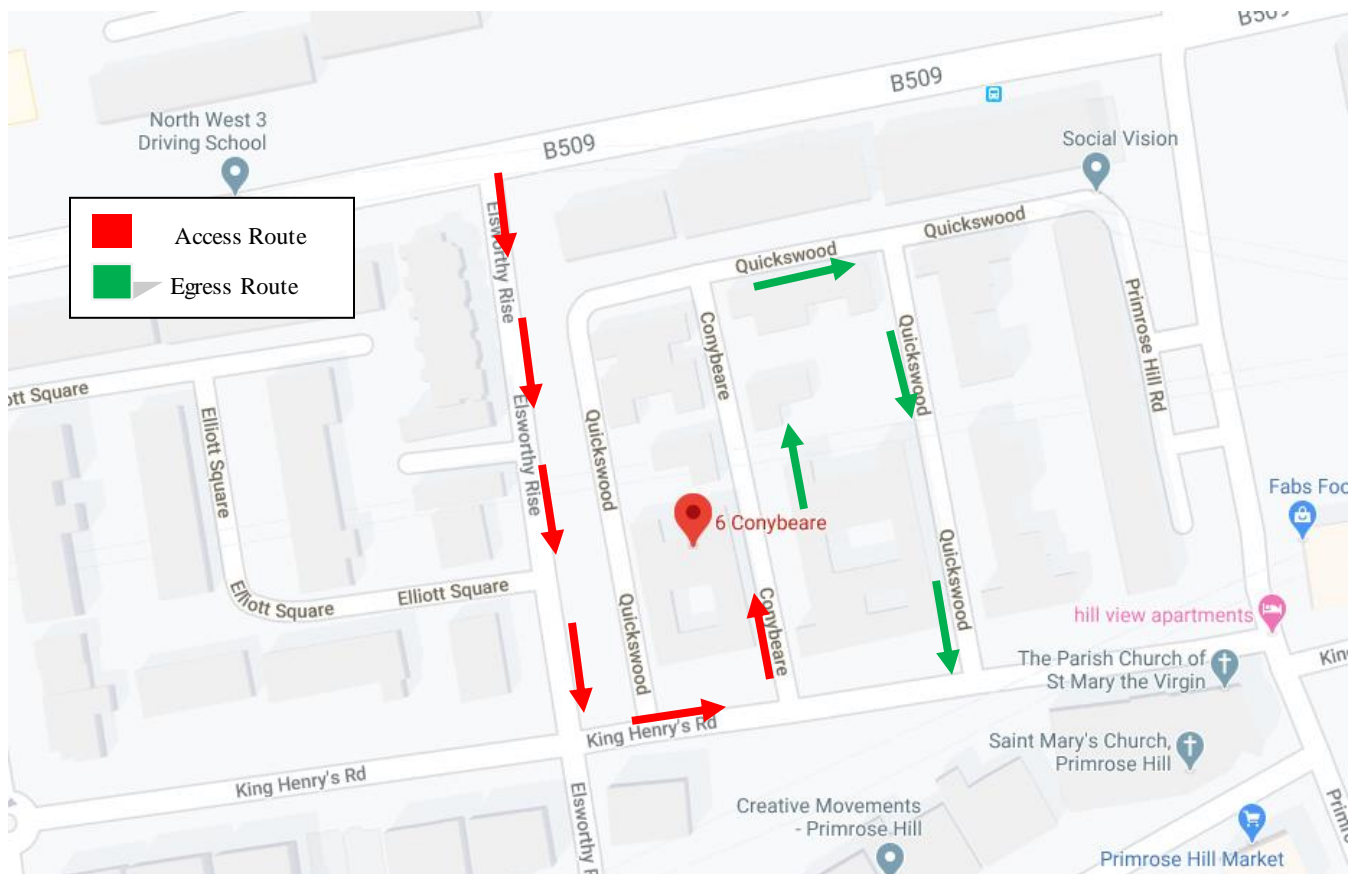 B509
B509
B509
North West 3
Driving School
Social Vision
Access Route
Egress Route
Elsworthy Rise
Quickswood
Quickswood
Conybeare
Quickswood
Primrose Hill Rd
ott Square
Elliott Square
Elsworthy Rise
Quickswood
Fabs Foo
6 Conybeare
Quickswood
Elliott Square
Elliott Square
Quickswood
Conybeare
hill view apartments
The Parish Church of
St Mary the Virgin
King
King Henry's Rd
Saint Mary's Church,
Primrose Hill
King Henry's Rd
Elsworthy R
Creative Movements
- Primrose Hill
Primro
Primrose Hill Market